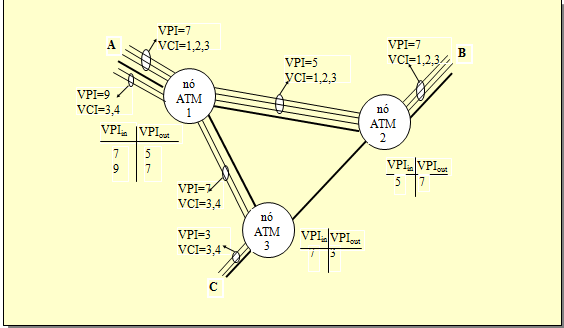 VPI=7
VCI=1,2,3
A
VPI=9
VCI=3,4
nó
ATM
1
VPIin VPIout
7 5
9 7
VPI=5
VCI=1,2,3
VPI=7
VCI=1,2,3
B
nó
ATM
2
VPIin VPIout
5 7
VPI=7
VCI=3,4
nó
ATM
3
VPI=3
VCI=3,4
C
VPIin VPIout
7 3